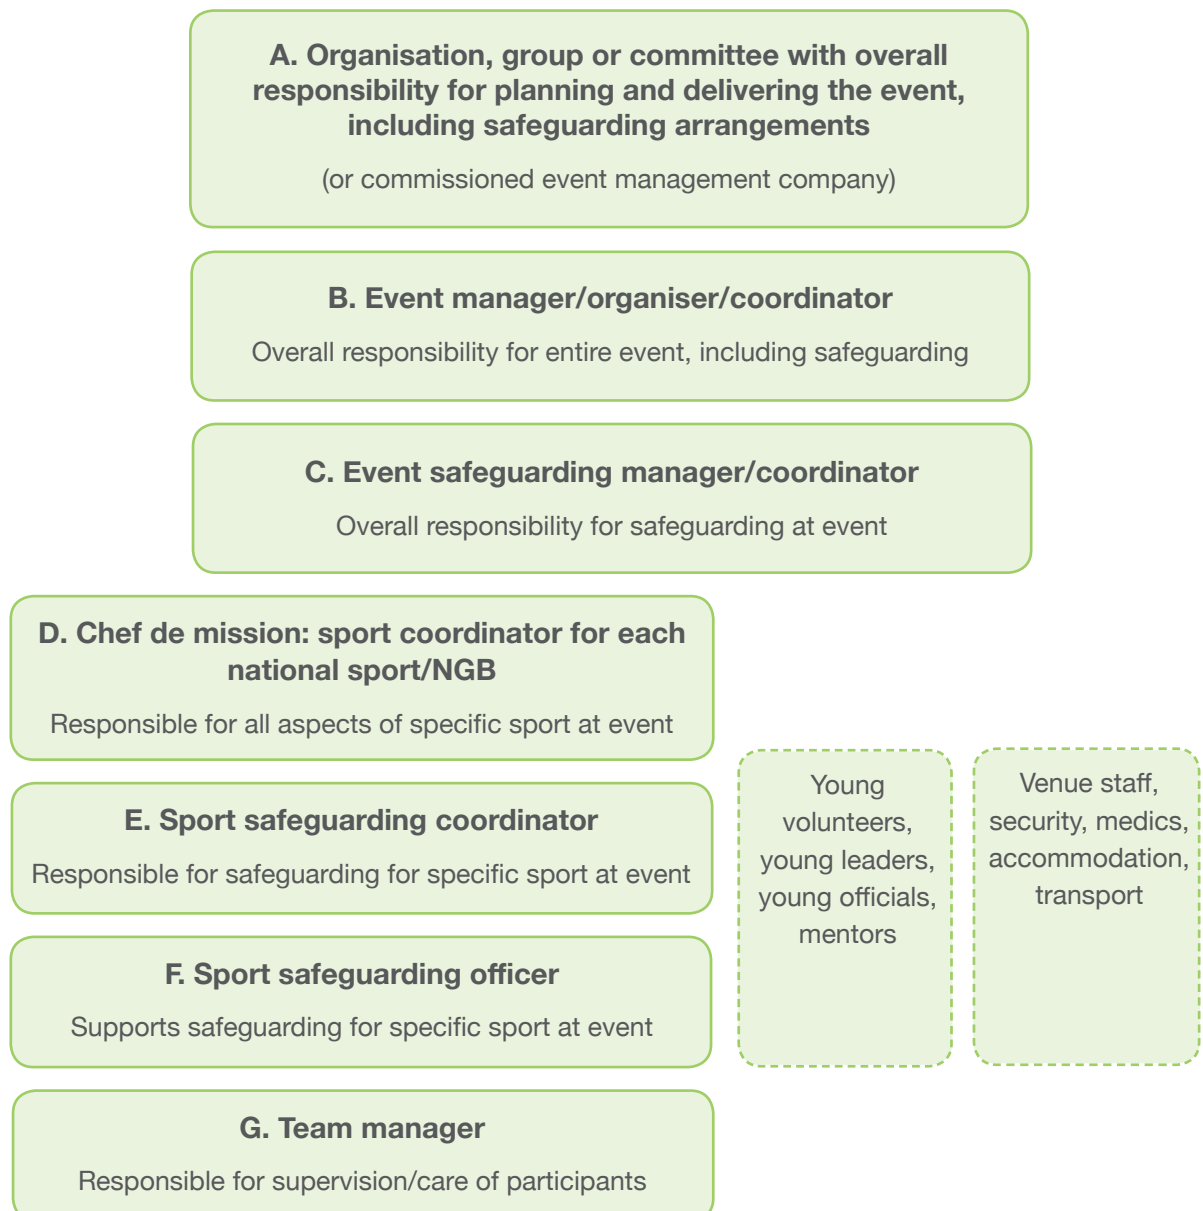 A. Organisation, group or committee with overall
responsibility for planning and delivering the event,
including safeguarding arrangements
(or commissioned event management company)
B. Event manager/organiser/coordinator
Overall responsibility for entire event, including safeguarding
C. Event safeguarding manager/coordinator
Overall responsibility for safeguarding at event
D. Chef de mission: sport coordinator for each
national sport/NGB
Responsible for all aspects of specific sport at event
E. Sport safeguarding coordinator
Responsible for safeguarding for specific sport at event
F. Sport safeguarding officer
Supports safeguarding for specific sport at event
G. Team manager
Responsible for supervision/care of participants
Young
volunteers,
young leaders,
young officials,
mentors
Venue staff,
security, medics,
accommodation,
transport